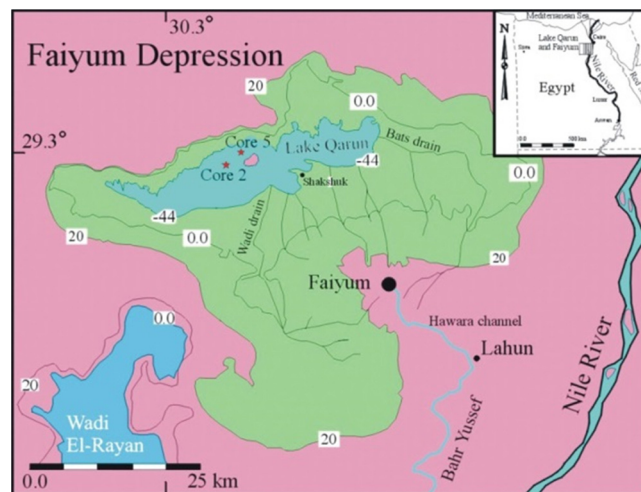 30.3°
Faiyum Depression
29.3°
20
0.0
Core 5
Lake Qarun
Bats drain
Core 2
-44
Shakshuk
-44
0.0
20
0.0
Wadi drain
20
Faiyum
Hawara channel
Lahun
0.0
20
Wadi
El-Rayan
20
Bahr Yussef
Nile River
0.0
25 km
Mediterranean Sea
N
Lake Qarun
and Faiyum
Cairo
Nile River
Red
Egypt
Luxor
Aswan
0.0
100 km